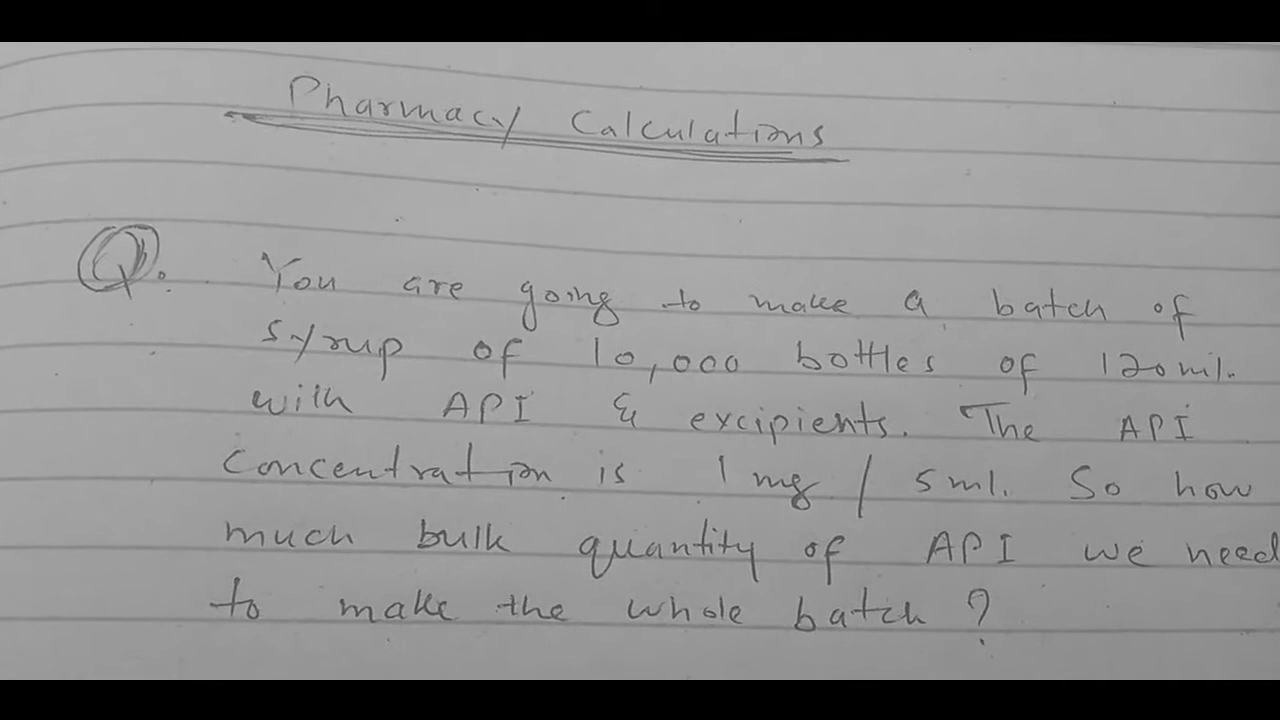 Pharmacy Calculations
Q. You are going to make a batch of
syrup of 10,000 bottles of 120ml.
with API & excipients. The API
concentration is 1 mg / 5ml. So how
much bulk quantity of API we need
to make the whole batch ?